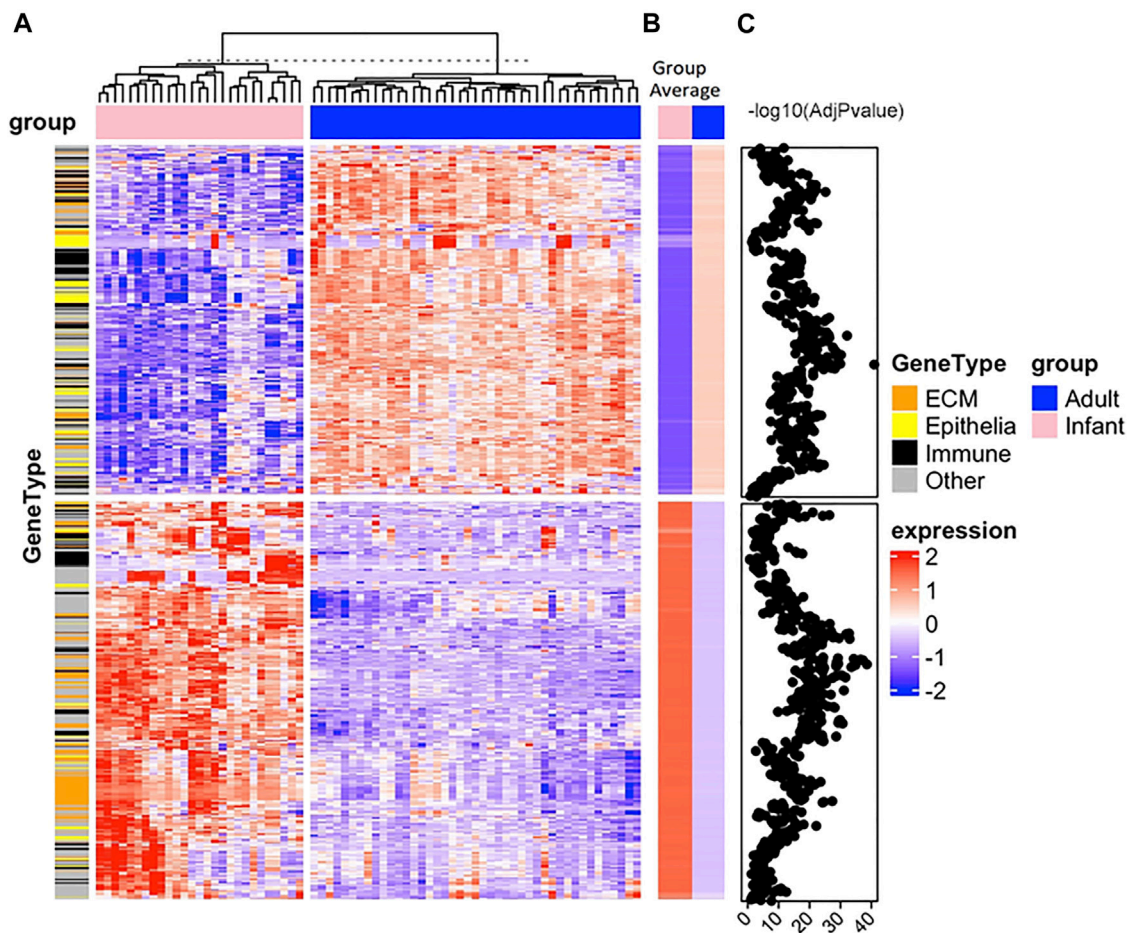 A
B
C
Group
Average
-log10(AdjPvalue)
group
GeneType
GeneType
ECM
Epithelia
Immune
Other
group
Adult
Infant
expression
2
1
0
-1
-2
0 10 20 30 40